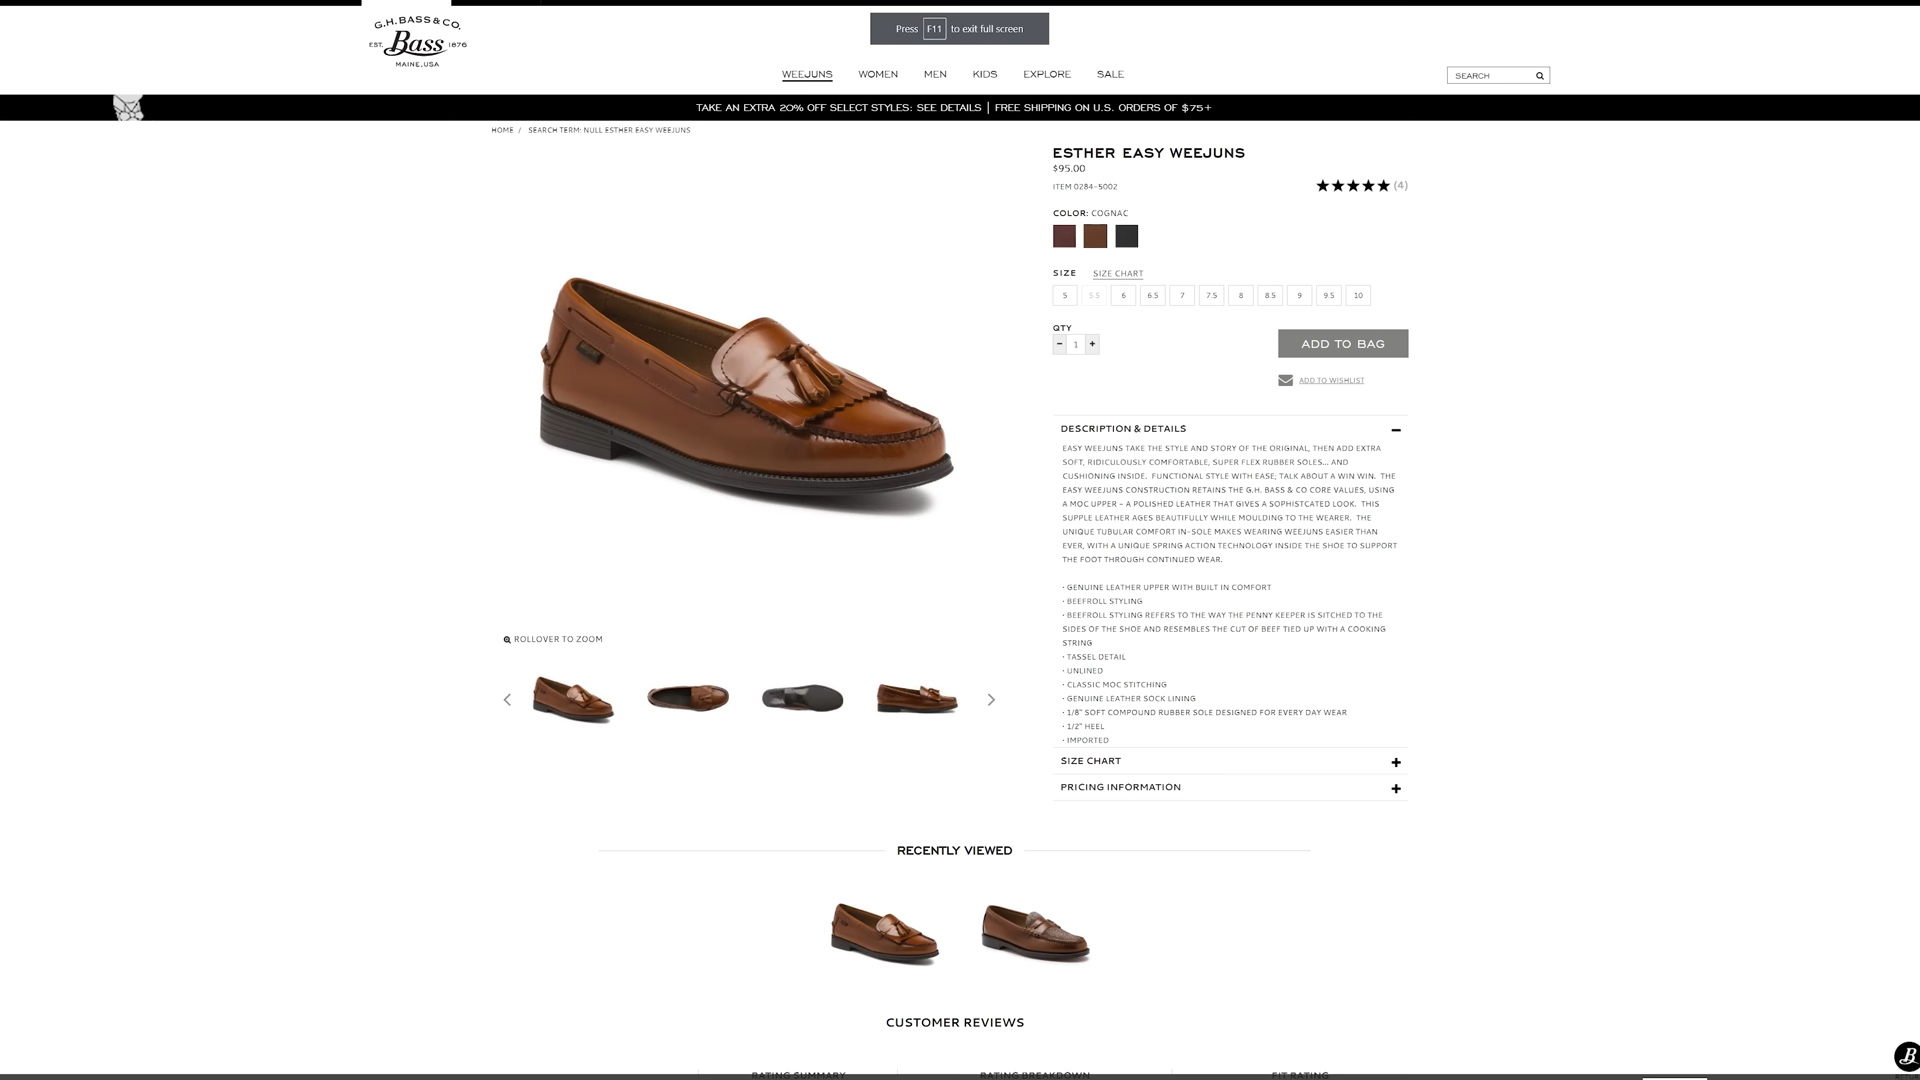 G.H. BASS & CO.
EST. Bass 1876
MAINE, USA
Press F11 to exit full screen
WEEJUNS WOMEN MEN KIDS EXPLORE SALE
SEARCH
TAKE AN EXTRA 20% OFF SELECT STYLES: SEE DETAILS | FREE SHIPPING ON U.S. ORDERS OF $75+
HOME / SEARCH TERM: NULL ESTHER EASY WEEJUNS
ESTHER EASY WEEJUNS
$95.00
ITEM 0284-5002
(4)
COLOR: COGNAC
SIZE SIZE CHART
5 5.5 6 6.5 7 7.5 8 8.5 9 9.5 10
QTY
- 1 +
ADD TO BAG
ADD TO WISHLIST
DESCRIPTION & DETAILS
EASY WEEJUNS TAKE THE STYLE AND STORY OF THE ORIGINAL, THEN ADD EXTRA
SOFT, RIDICULOUSLY COMFORTABLE, SUPER FLEX RUBBER SOLES... AND
CUSHIONING INSIDE. FUNCTIONAL STYLE WITH EASE; TALK ABOUT A WIN WIN. THE
EASY WEEJUNS CONSTRUCTION RETAINS THE G.H. BASS & CO CORE VALUES, USING
A MOC UPPER - A POLISHED LEATHER THAT GIVES A SOPHISTCATED LOOK. THIS
SUPPLE LEATHER AGES BEAUTIFULLY WHILE MOULDING TO THE WEARER. THE
UNIQUE TUBULAR COMFORT IN-SOLE MAKES WEARING WEEJUNS EASIER THAN
EVER, WITH A UNIQUE SPRING ACTION TECHNOLOGY INSIDE THE SHOE TO SUPPORT
THE FOOT THROUGH CONTINUED WEAR.
• GENUINE LEATHER UPPER WITH BUILT IN COMFORT
• BEEFROLL STYLING
• BEEFROLL STYLING REFERS TO THE WAY THE PENNY KEEPER IS SITCHED TO THE
SIDES OF THE SHOE AND RESEMBLES THE CUT OF BEEF TIED UP WITH A COOKING
STRING
• TASSEL DETAIL
• UNLINED
• CLASSIC MOC STITCHING
• GENUINE LEATHER SOCK LINING
• 1/8" SOFT COMPOUND RUBBER SOLE DESIGNED FOR EVERY DAY WEAR
• 1/2" HEEL
• IMPORTED
ROLLOVER TO ZOOM
SIZE CHART
PRICING INFORMATION
RECENTLY VIEWED
CUSTOMER REVIEWS
RATING SUMMARY RATING BREAKDOWN FIT RATING
B